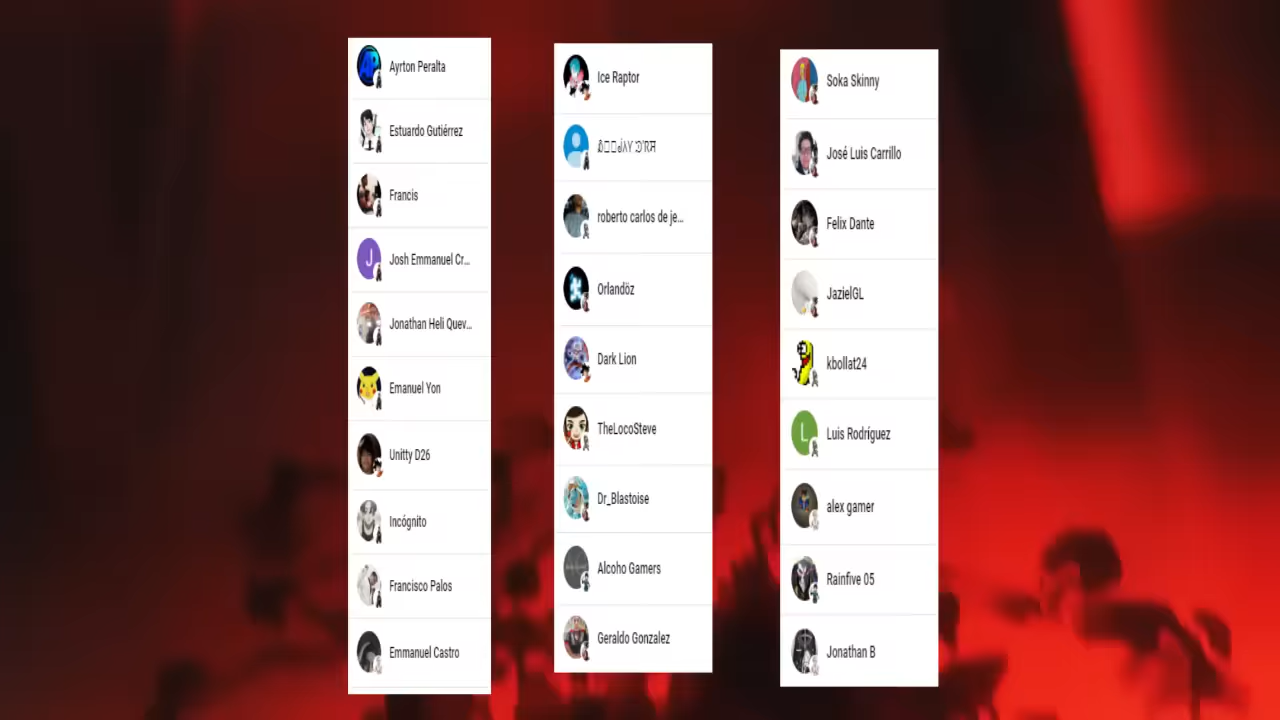 Ayrton Peralta
Estuardo Gutiérrez
Francis
J
Josh Emmanuel Cr...
Jonathan Heli Quev...
Emanuel Yon
Unitty D26
Incógnito
Francisco Palos
Emmanuel Castro
Ice Raptor
roberto carlos de je...
Orlandöz
Dark Lion
TheLocoSteve
Dr_Blastoise
Alcoho Gamers
Geraldo Gonzalez
Soka Skinny
José Luis Carrillo
Felix Dante
JazielGL
kbollat24
L
Luis Rodríguez
alex gamer
Rainfive 05
Jonathan B